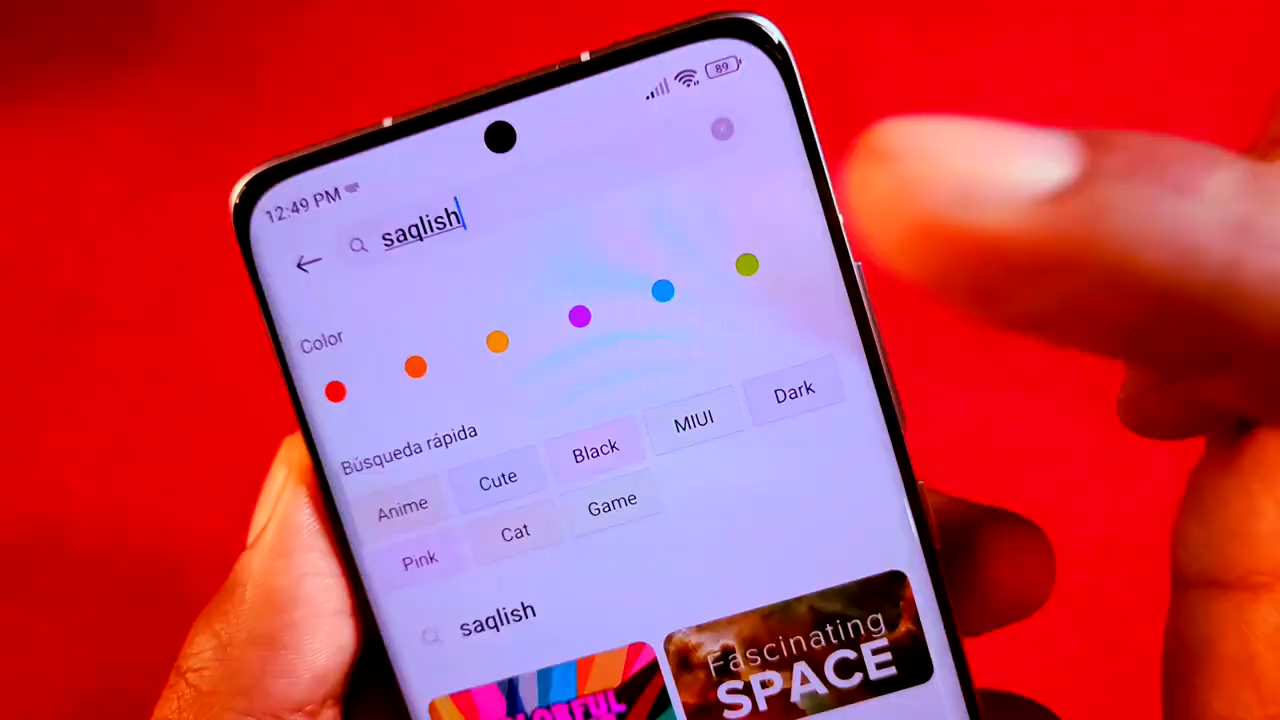 12:49 PM
89
saqlish
Color
Búsqueda rápida
Anime Cute Black MIUI Dark
Pink Cat Game
saqlish
Fascinating
SPACE